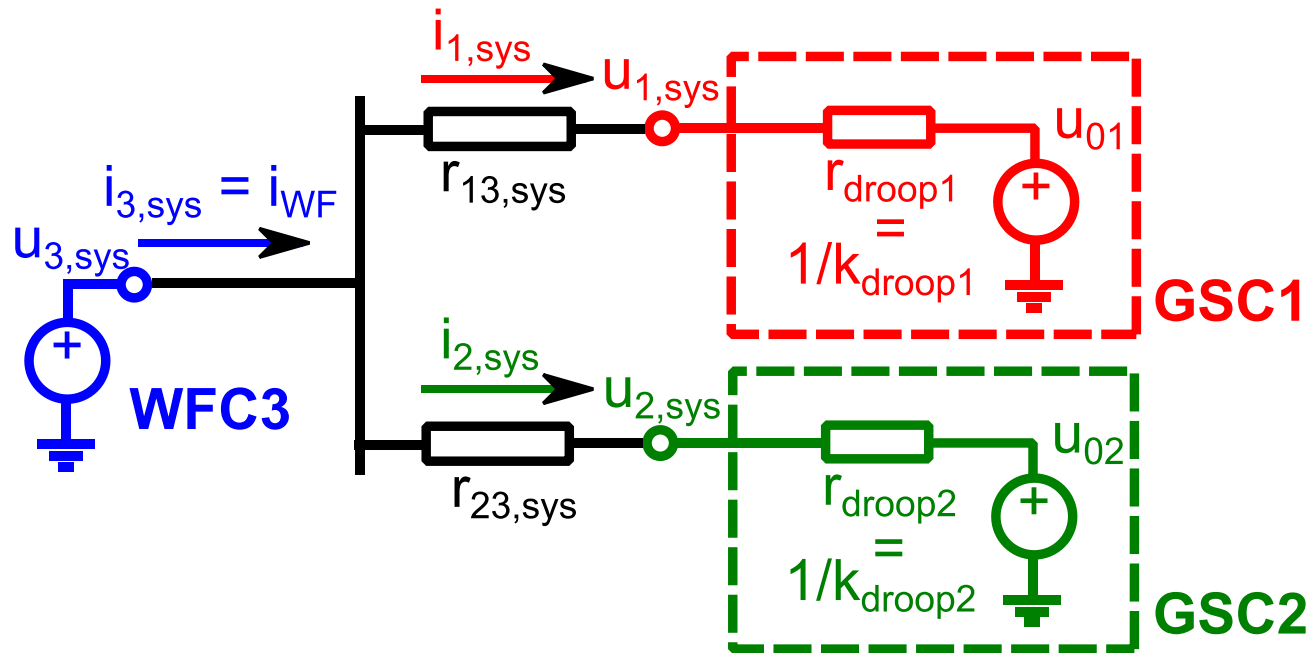 i1,sys
u1,sys
u01
r13,sys
rdroop1
=
1/kdroop1
GSC1
i3,sys = iWF
u3,sys
+
WFC3
i2,sys
u2,sys
u02
r23,sys
rdroop2
=
1/kdroop2
GSC2
+
+